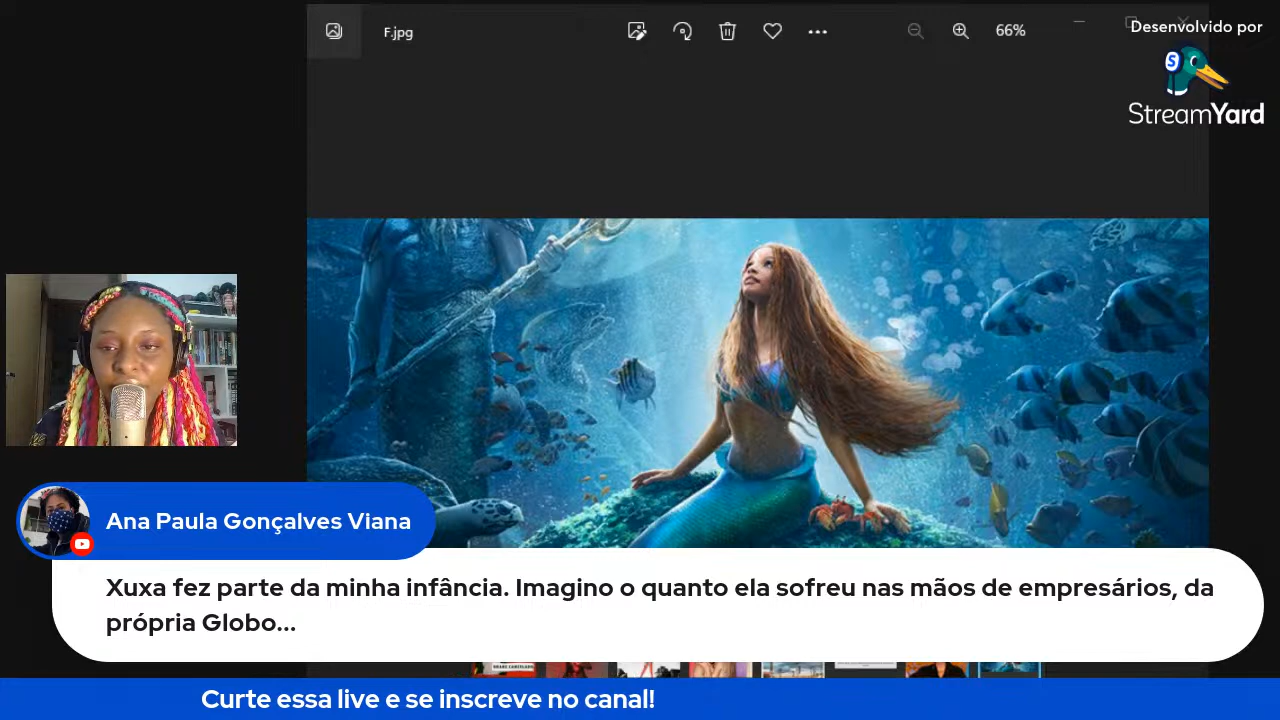 F.jpg
66%
Desenvolvido por
StreamYard
Ana Paula Gonçalves Viana
Xuxa fez parte da minha infância. Imagino o quanto ela sofreu nas mãos de empresários, da
própria Globo...
Curte essa live e se inscreve no canal!